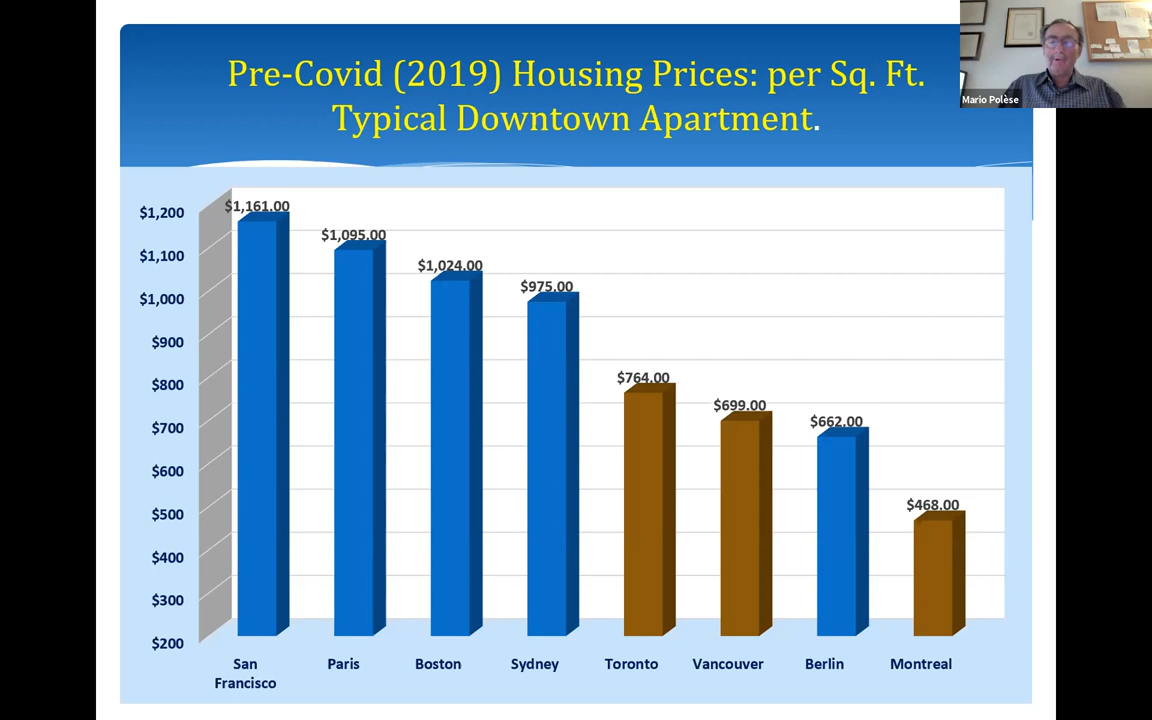 Pre-Covid (2019) Housing Prices: per Sq. Ft.
Typical Downtown Apartment.
Mario Polèse
$1,200
$1,100
$1,000
$900
$800
$700
$600
$500
$400
$300
$200
$1,161.00
$1,095.00
$1,024.00
$975.00
$764.00
$699.00
$662.00
$468.00
San
Francisco
Paris
Boston
Sydney
Toronto
Vancouver
Berlin
Montreal